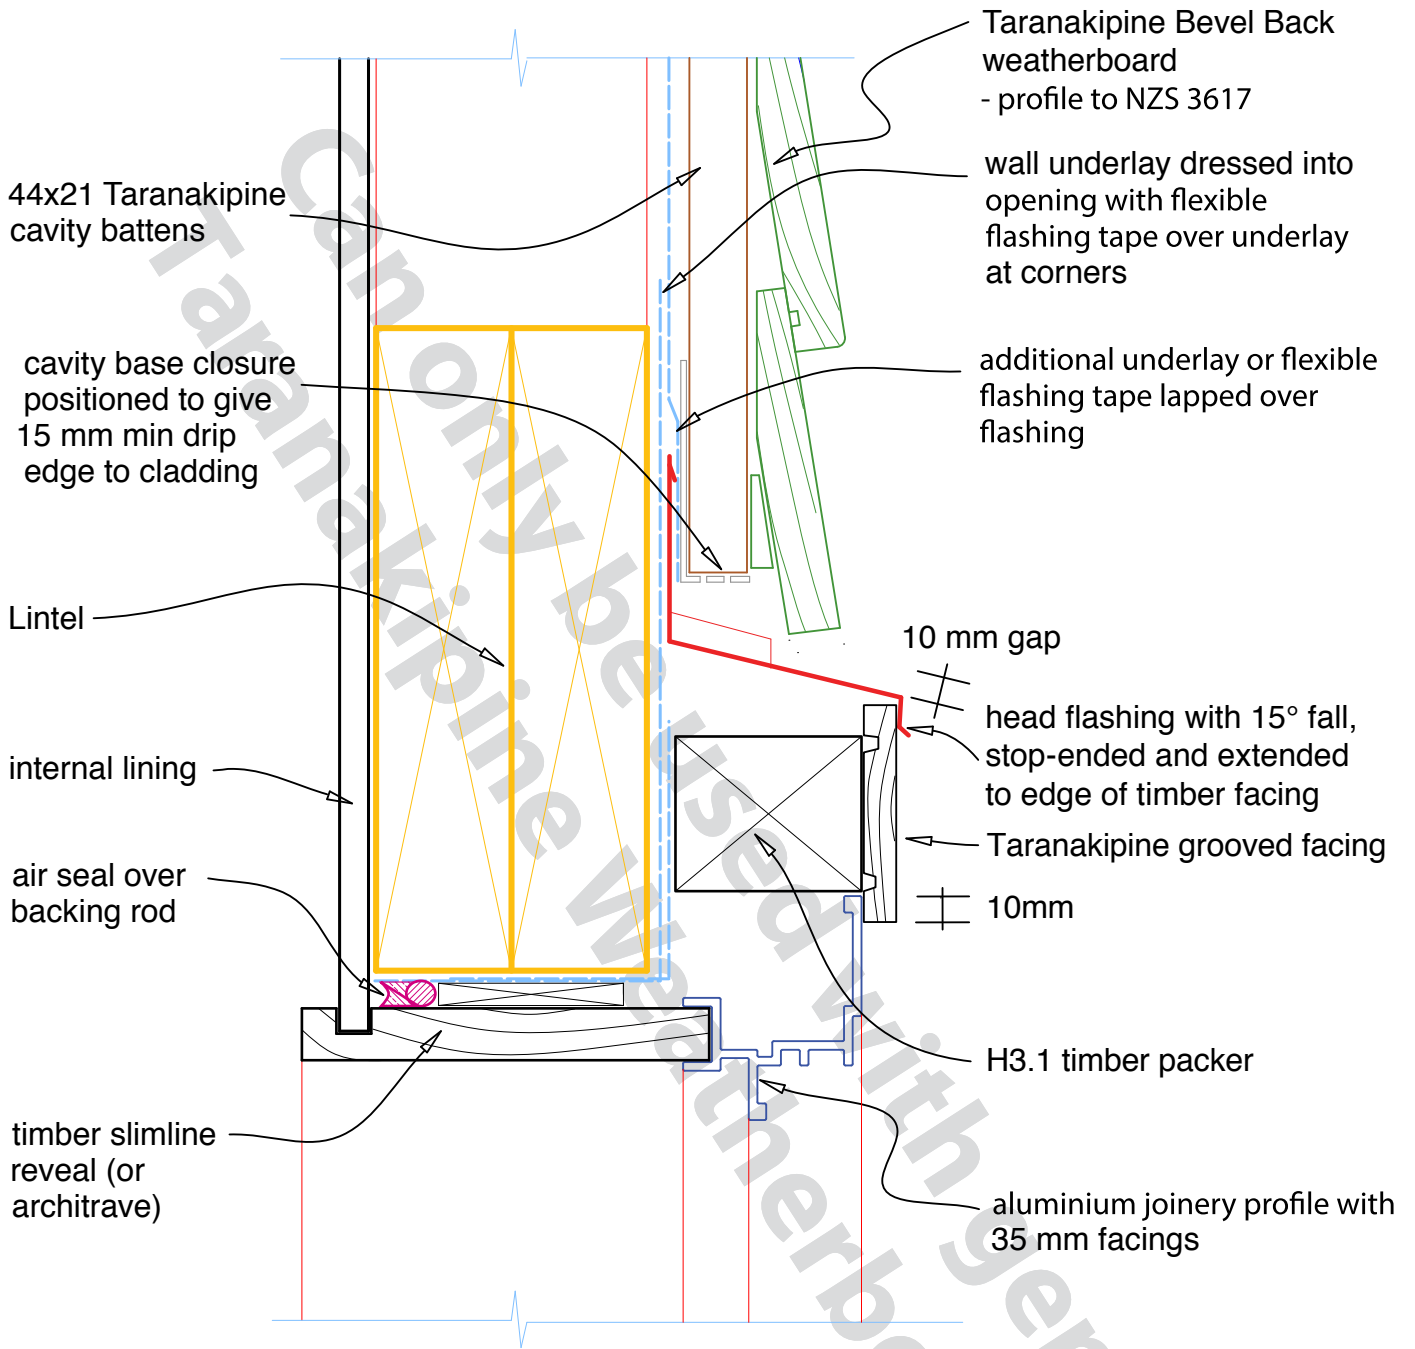 Taranakipine Bevel Back
weatherboard
- profile to NZS 3617
wall underlay dressed into
opening with flexible
flashing tape over underlay
at corners
additional underlay or flexible
flashing tape lapped over
flashing
10 mm gap
head flashing with 15° fall,
stop-ended and extended
to edge of timber facing
Taranakipine grooved facing
10mm
H3.1 timber packer
aluminium joinery profile with
35 mm facings
44x21 Taranakipine
cavity battens
cavity base closure
positioned to give
15 mm min drip
edge to cladding
Lintel
internal lining
air seal over
backing rod
timber slimline
reveal (or
architrave)
Can only be used with gen
Taranakipine Weatherbo